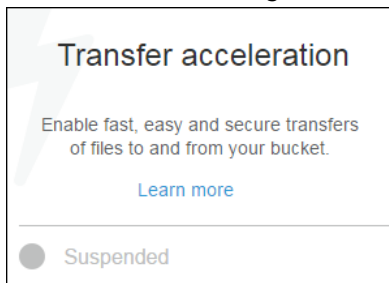 Transfer acceleration
Enable fast, easy and secure transfers
of files to and from your bucket.
Learn more
Suspended